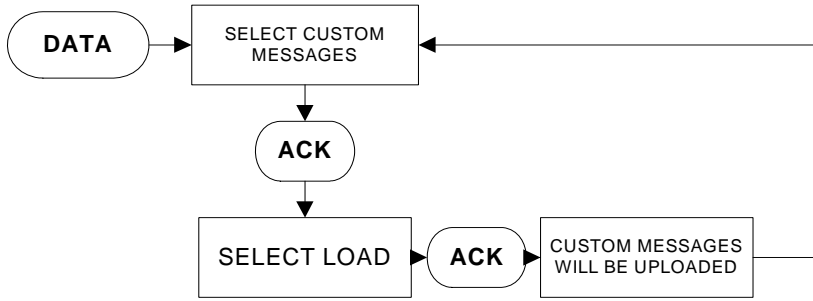 DATA
SELECT CUSTOM
MESSAGES
ACK
SELECT LOAD
ACK
CUSTOM MESSAGES
WILL BE UPLOADED